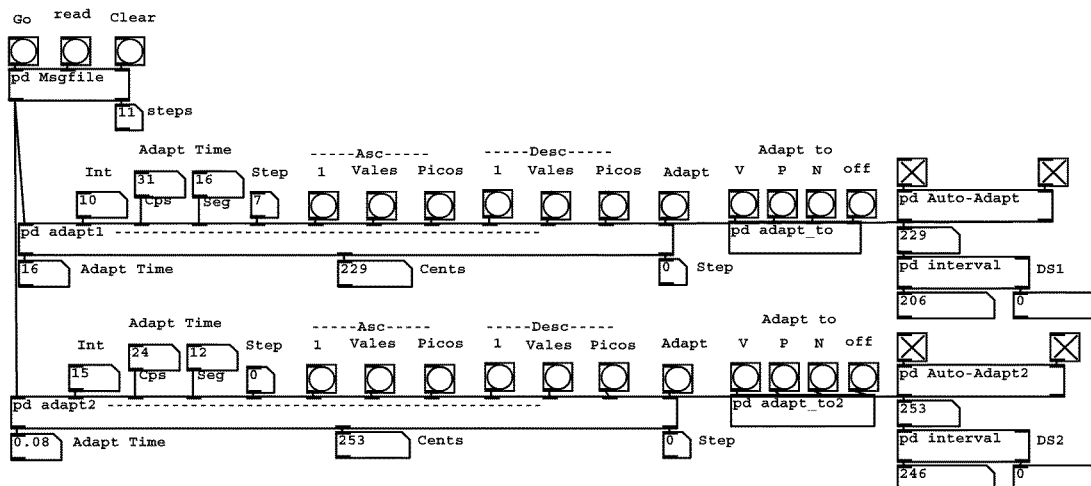 Go read Clear
pd Msgfile
11 steps
Adapt Time -----Asc----- -----Desc----- Adapt to
Int 31 16 Step 1 Vales Picos 1 Vales Picos Adapt V P N off
10 Cps Seg 7
pd Auto-Adapt
pd adapt1 ---------------------------------------- pd adapt_to 229
16 Adapt Time 229 Cents 0 Step pd interval DS1
206 0
Adapt Time -----Asc----- -----Desc----- Adapt to
Int 24 12 Step 1 Vales Picos 1 Vales Picos Adapt V P N off
15 Cps Seg 0 pd Auto-Adapt2
pd adapt2 ---------------------------------------- pd adapt_to2 253
0.08 Adapt Time 253 Cents 0 Step pd interval DS2
246 0